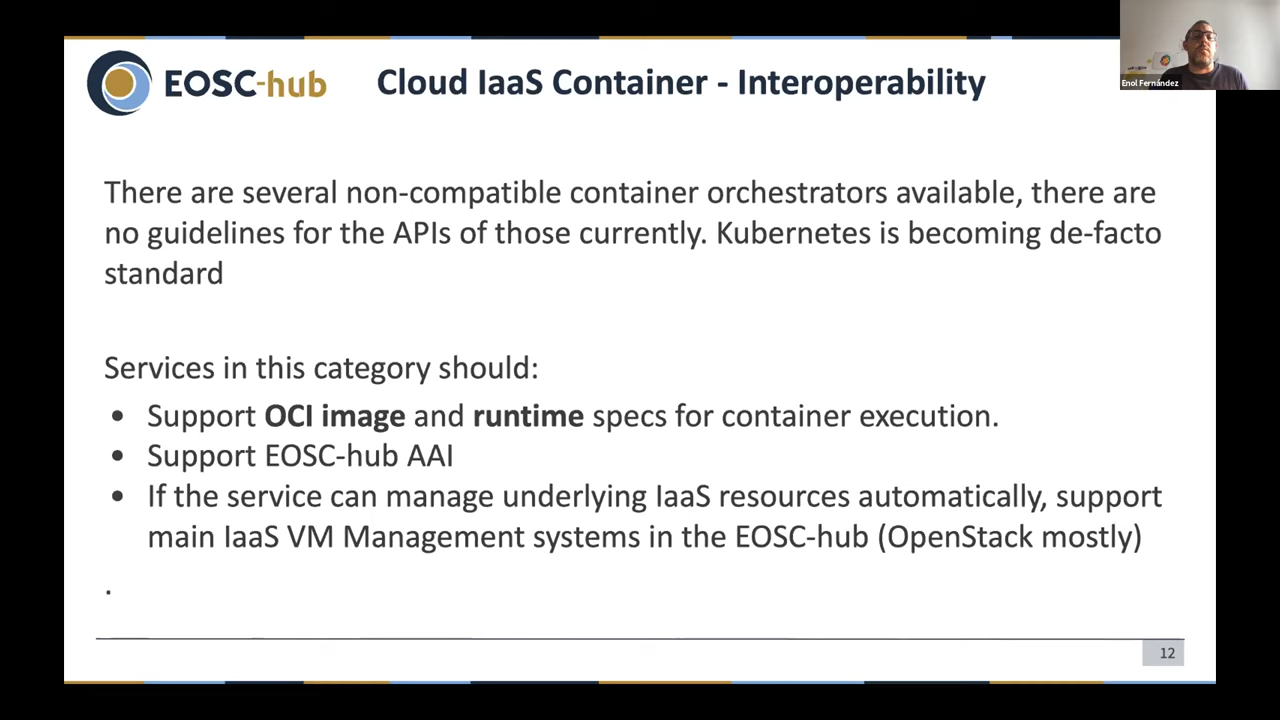 EOSC-hub
Cloud IaaS Container - Interoperability
Enol Fernández
There are several non-compatible container orchestrators available, there are
no guidelines for the APIs of those currently. Kubernetes is becoming de-facto
standard
Services in this category should:
• Support OCI image and runtime specs for container execution.
• Support EOSC-hub AAI
• If the service can manage underlying IaaS resources automatically, support
main IaaS VM Management systems in the EOSC-hub (OpenStack mostly)
.
12